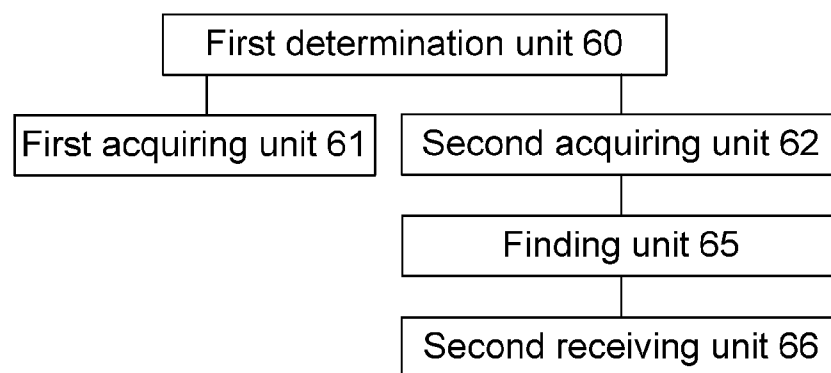 First determination unit 60
First acquiring unit 61
Second acquiring unit 62
Finding unit 65
Second receiving unit 66